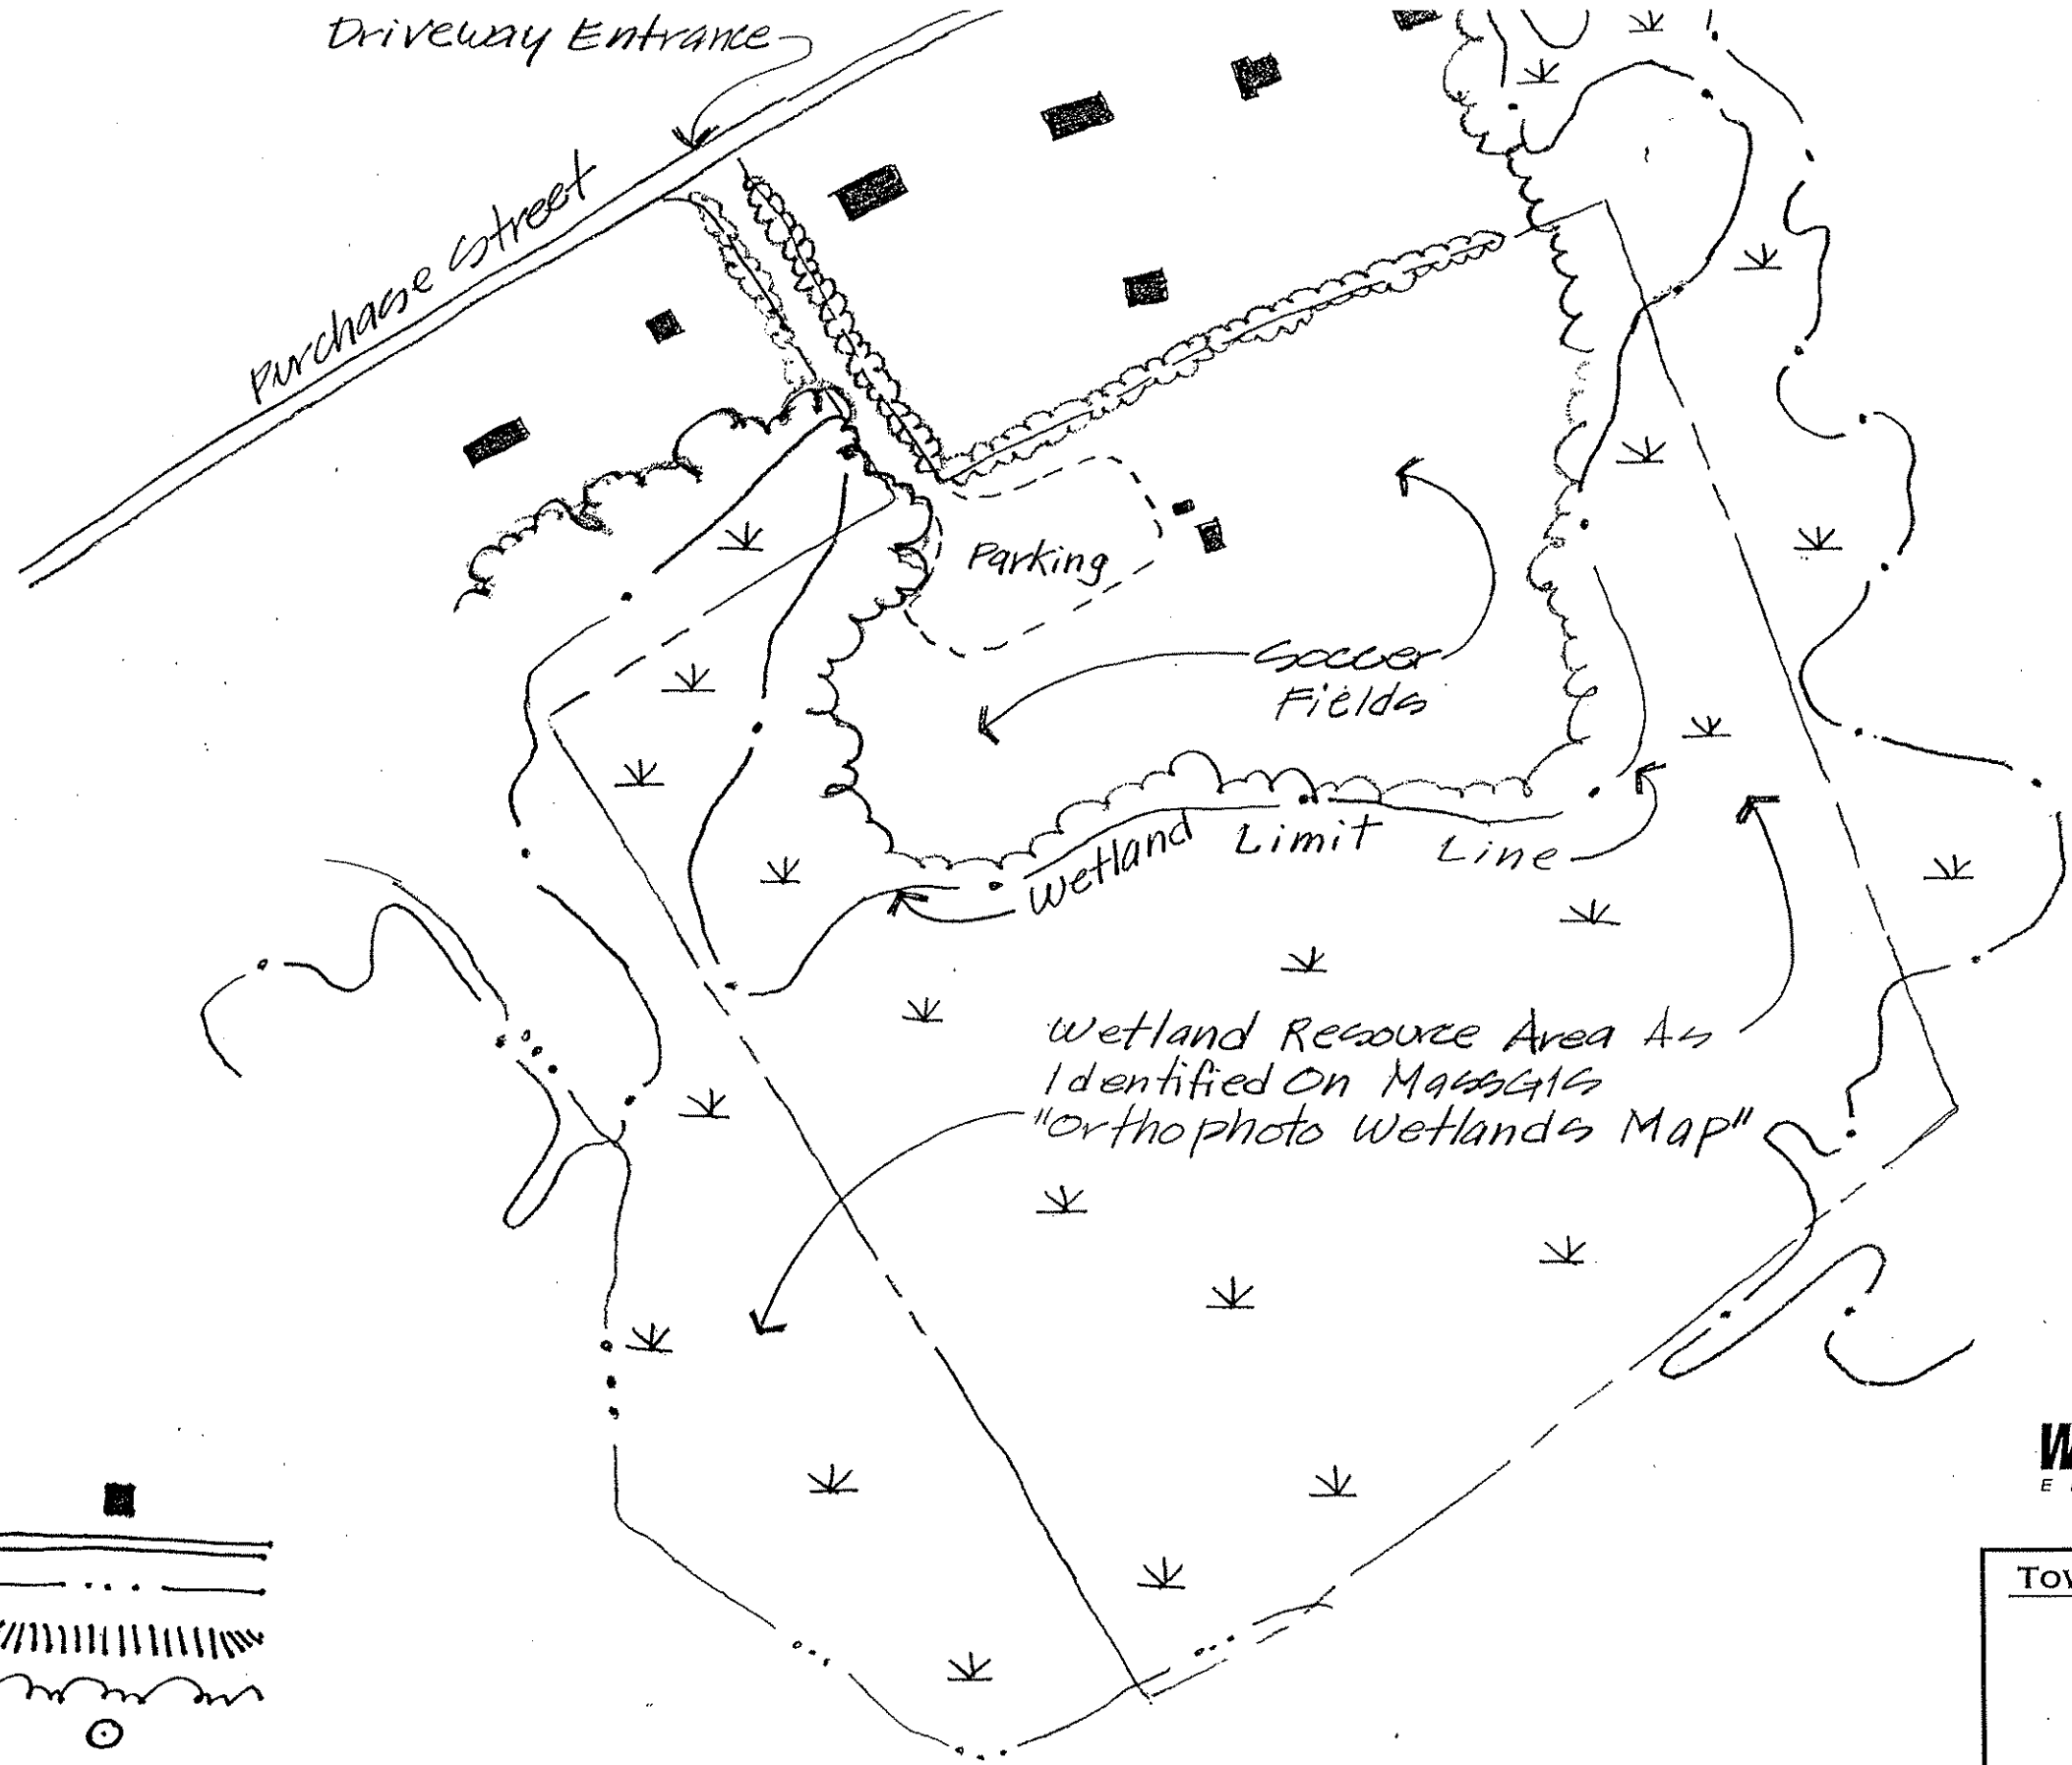 Driveway Entrance
Purchase Street
Parking
Soccer
Fields
Wetland Limit Line
Wetland Resource Area As
Identified On MassGIS
"Orthophoto Wetlands Map"